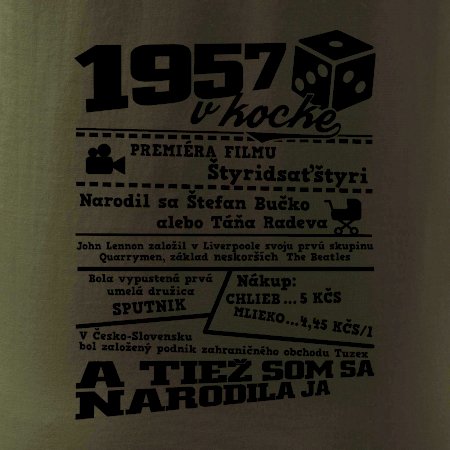 1957
v kocke
PREMIÉRA FILMU
Štyridsaťštyri
Narodil sa Štefan Bučko
alebo Táňa Radeva
John Lennon založil v Liverpoole svoju prvú skupinu
Quarrymen, základ neskorších The Beatles
Bola vypustená prvá
umelá družica
SPUTNIK
Nákup:
CHLIEB... 5 KČS
MLIEKO...4,45 KČS/l
V Česko-Slovensku
bol založený podnik zahraničného obchodu Tuzex
A TIEŽ SOM SA
NARODILA JA